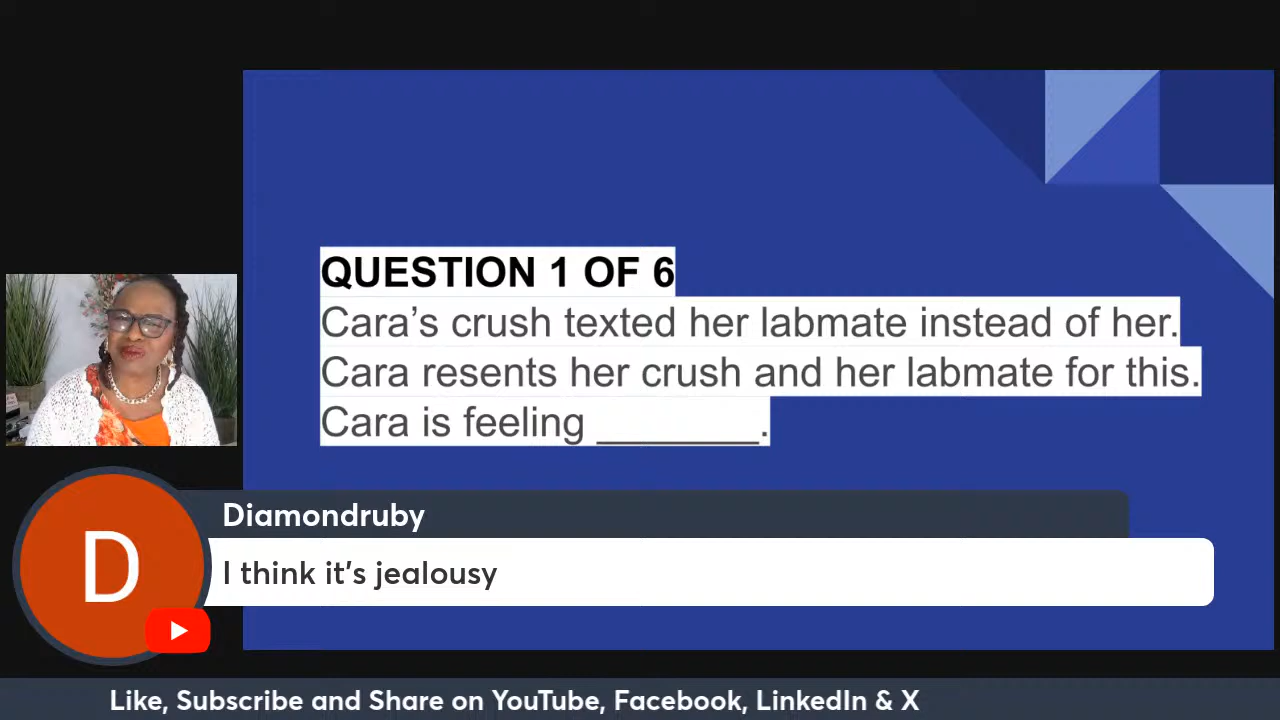 QUESTION 1 OF 6
Cara’s crush texted her labmate instead of her.
Cara resents her crush and her labmate for this.
Cara is feeling _______.
Diamondruby
D
I think it's jealousy
Like, Subscribe and Share on YouTube, Facebook, LinkedIn & X